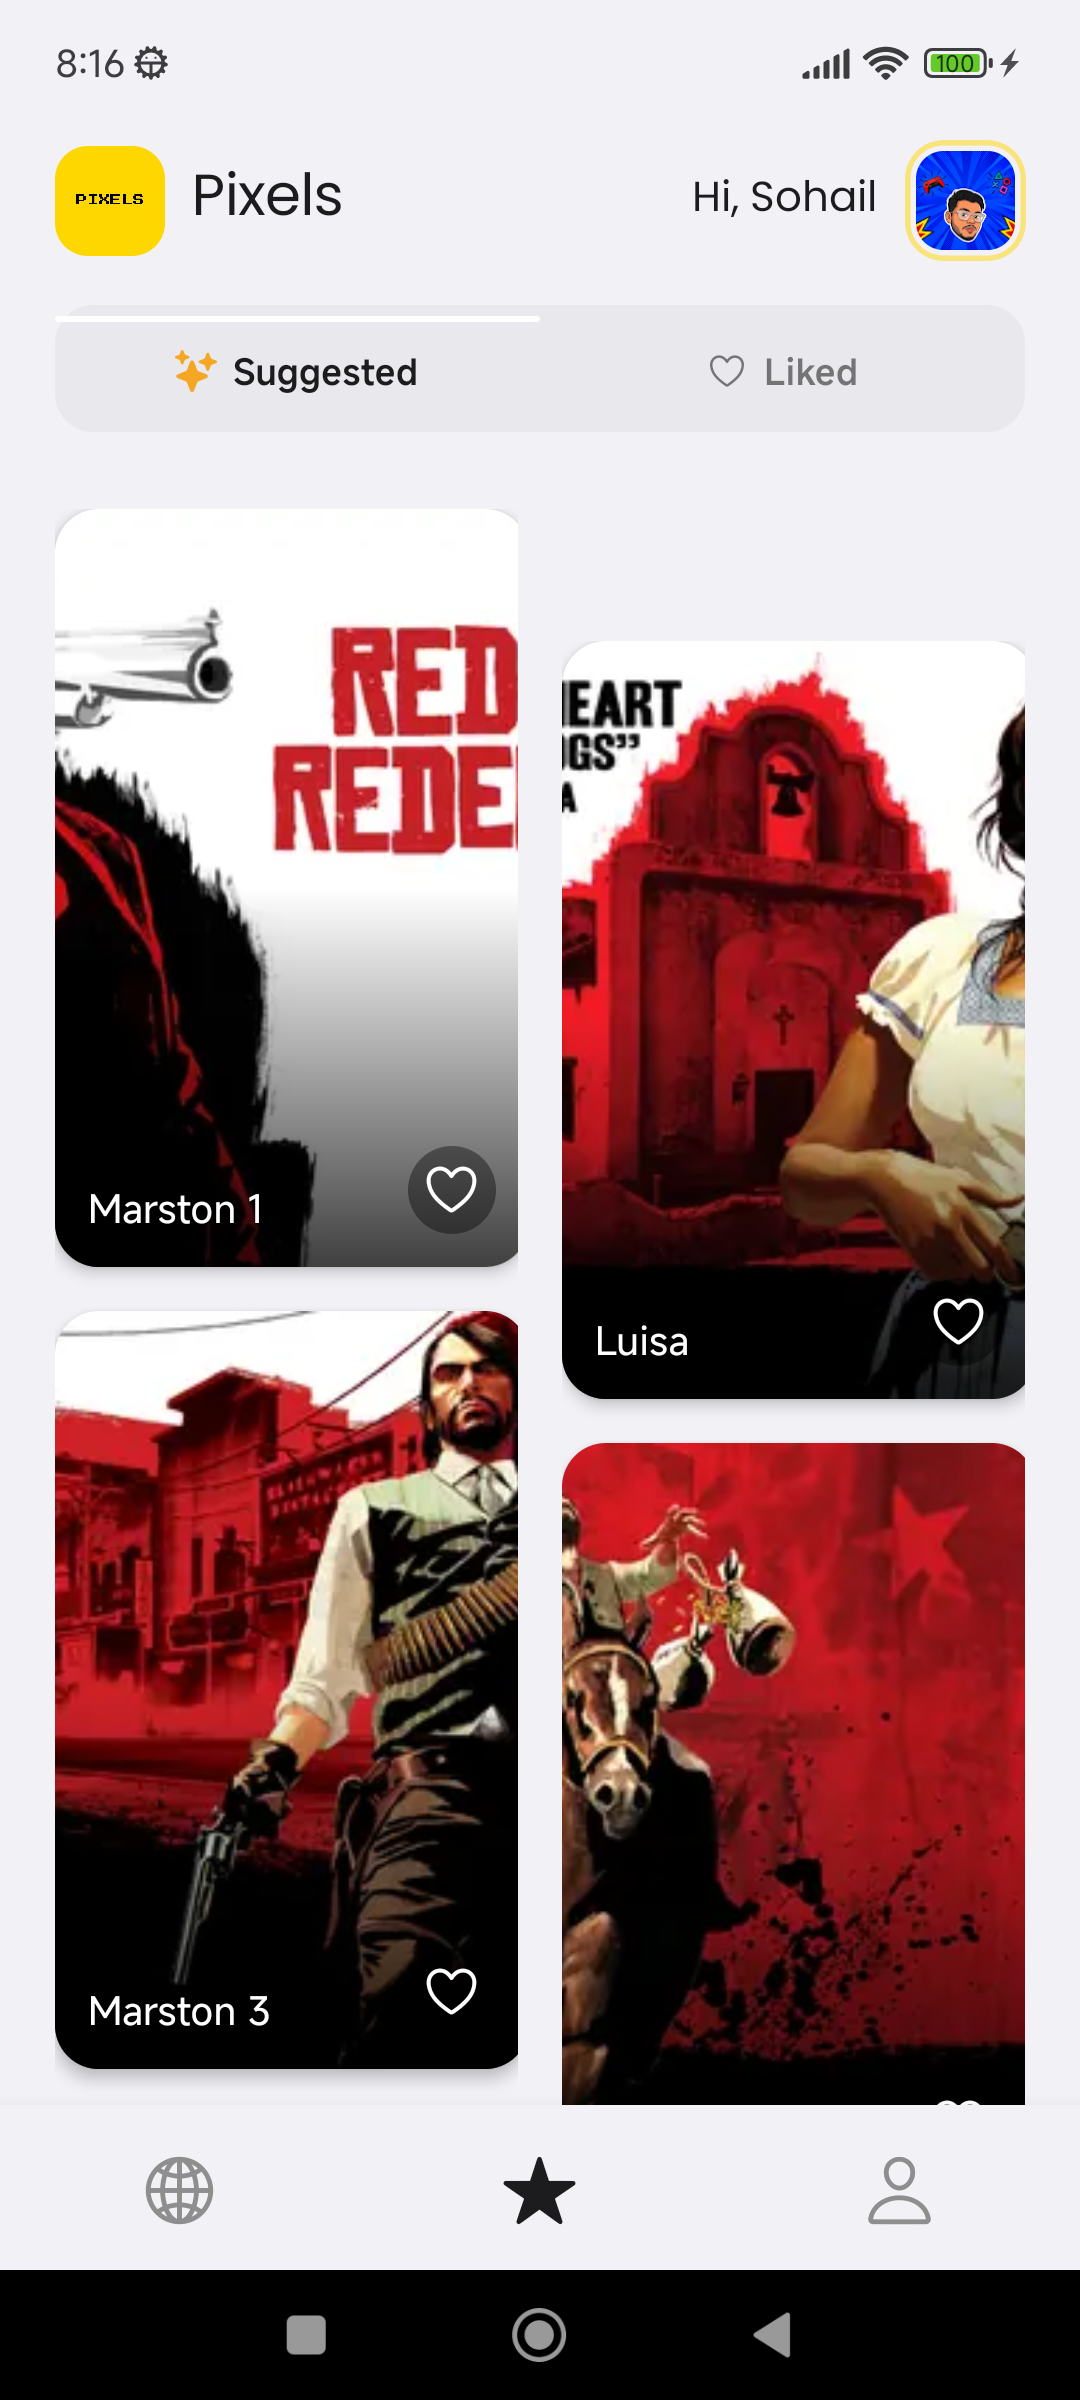 8:16
100
PIXELS
Pixels
Hi, Sohail
Suggested
Liked
RED
REDE
Marston 1
EART
GS”
A
Luisa
Marston 3